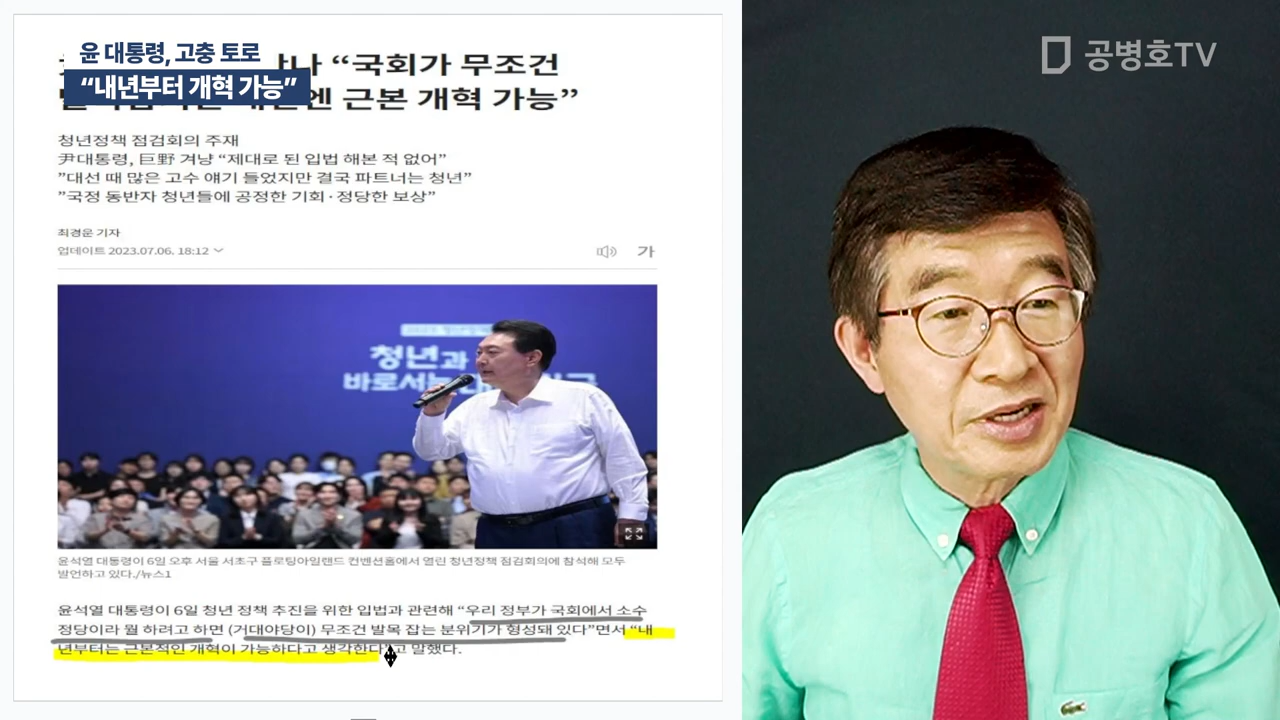 윤 대통령, 고충 토로
“내년부터 개혁 가능”
나 “국회가 무조건
엔 근본 개혁 가능”
청년정책 점검회의 주재
尹대통령, 巨野 겨냥 “제대로 된 입법 해본 적 없어”
”대선 때 많은 고수 얘기 들었지만 결국 파트너는 청년”
”국정 동반자 청년들에 공정한 기회·정당한 보상”
최경운 기자
업데이트 2023.07.06. 18:12
가
청년과
바로서는
윤석열 대통령이 6일 오후 서울 서초구 플로팅아일랜드 컨벤션홀에서 열린 청년정책 점검회의에 참석해 모두
발언하고 있다./뉴스1
윤석열 대통령이 6일 청년 정책 추진을 위한 입법과 관련해 “우리 정부가 국회에서 소수
정당이라 뭘 하려고 하면 (거대야당이) 무조건 발목 잡는 분위기가 형성돼 있다”면서 “내
년부터는 근본적인 개혁이 가능하다고 생각한다”고 말했다.
공병호TV